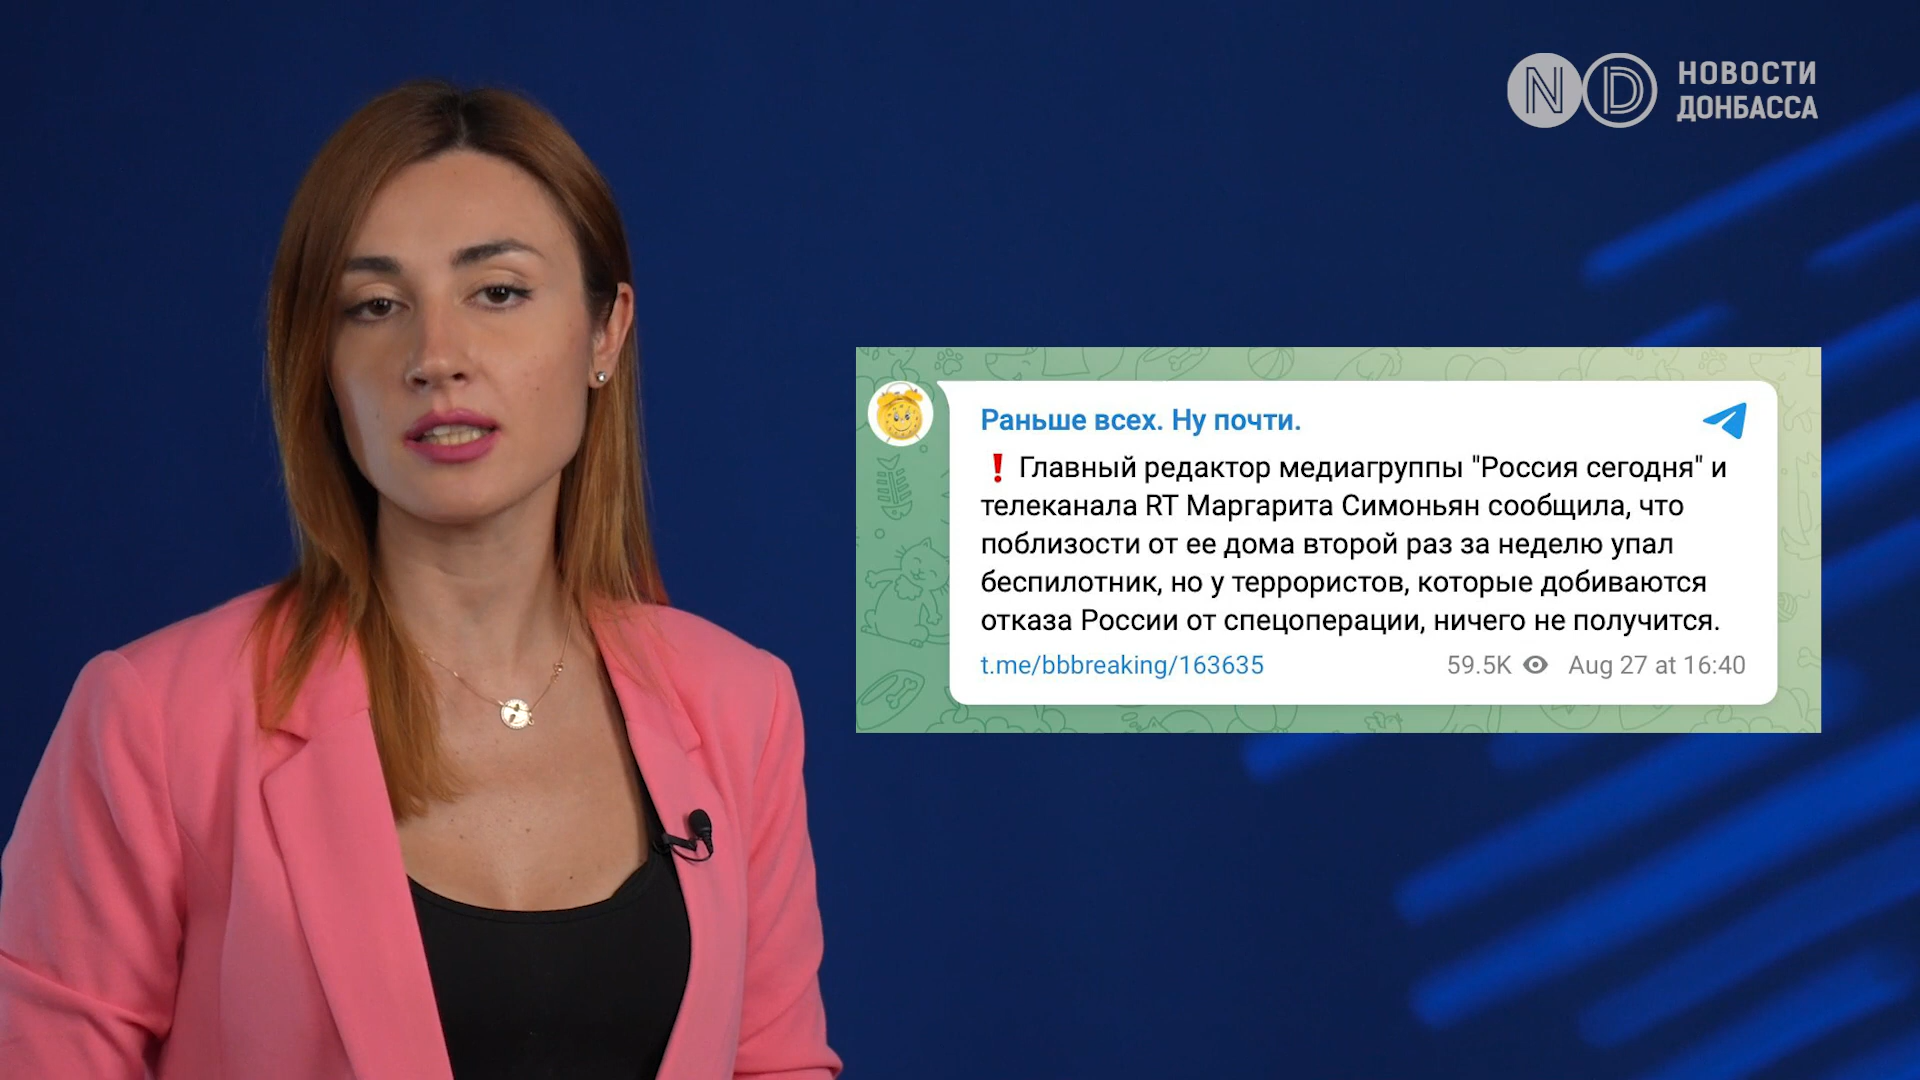 ND НОВОСТИ
ДОНБАССА
Раньше всех. Ну почти.
❗ Главный редактор медиагруппы "Россия сегодня" и
телеканала RT Маргарита Симоньян сообщила, что
поблизости от ее дома второй раз за неделю упал
беспилотник, но у террористов, которые добиваются
отказа России от спецоперации, ничего не получится.
t.me/bbbreaking/163635 59.5K Aug 27 at 16:40